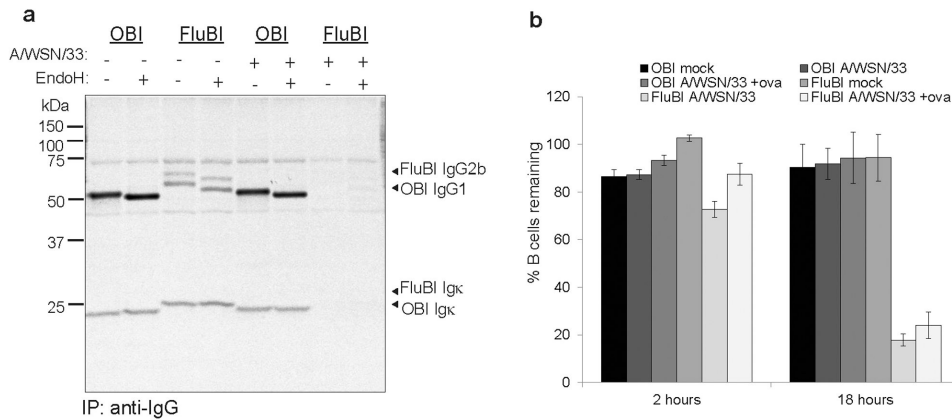 a
OBI FluBI OBI FluBI
A/WSN/33: - - - - + + + +
EndoH: - + - + - + - +
kDa
150
100
75
50
37
25
FluBI IgG2b
OBI IgG1
FluBI Igκ
OBI Igκ
IP: anti-IgG
b
OBI mock OBI A/WSN/33
OBI A/WSN/33 +ova FluBI mock
FluBI A/WSN/33 FluBI A/WSN/33 +ova
% B cells remaining
120
100
80
60
40
20
0
2 hours 18 hours